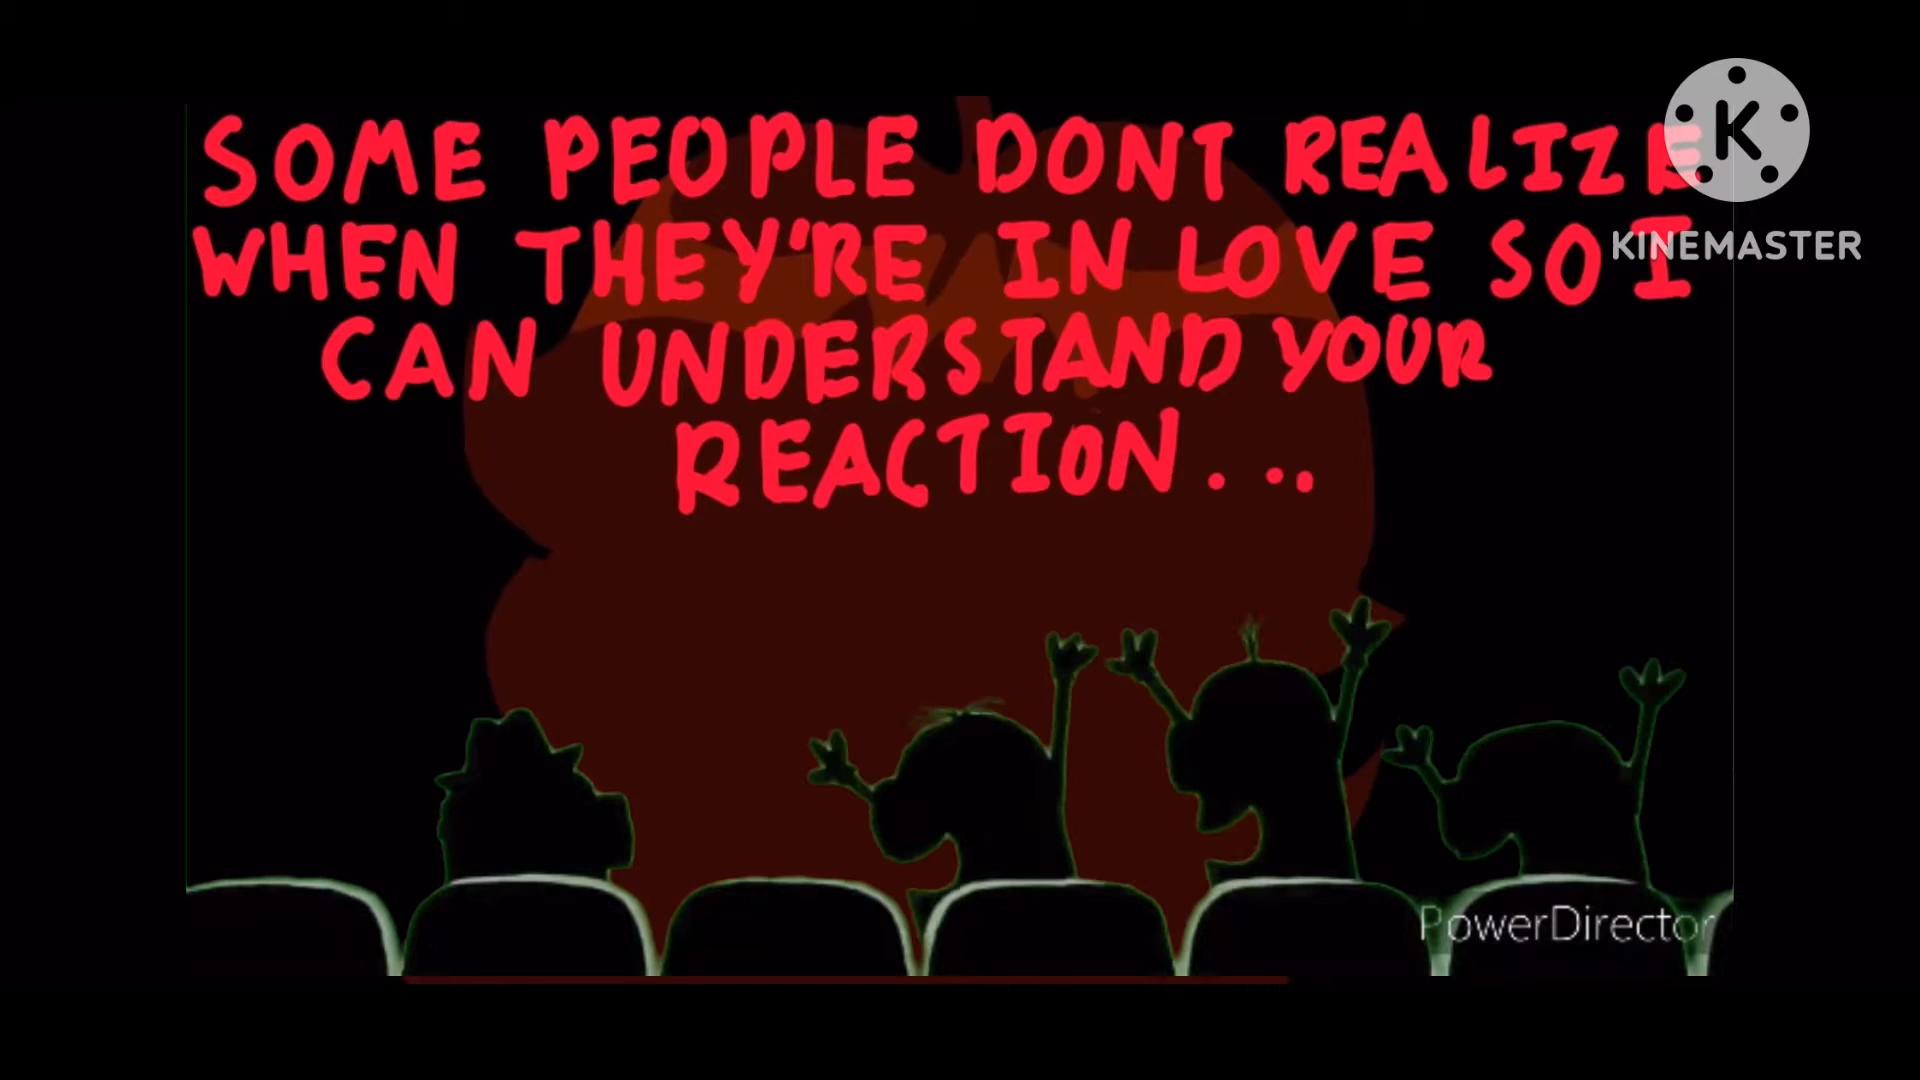 SOME PEOPLE DONT REALIZE
WHEN THEY'RE IN LOVE SO I
CAN UNDERSTAND YOUR
REACTION...
KINEMASTER
PowerDirector